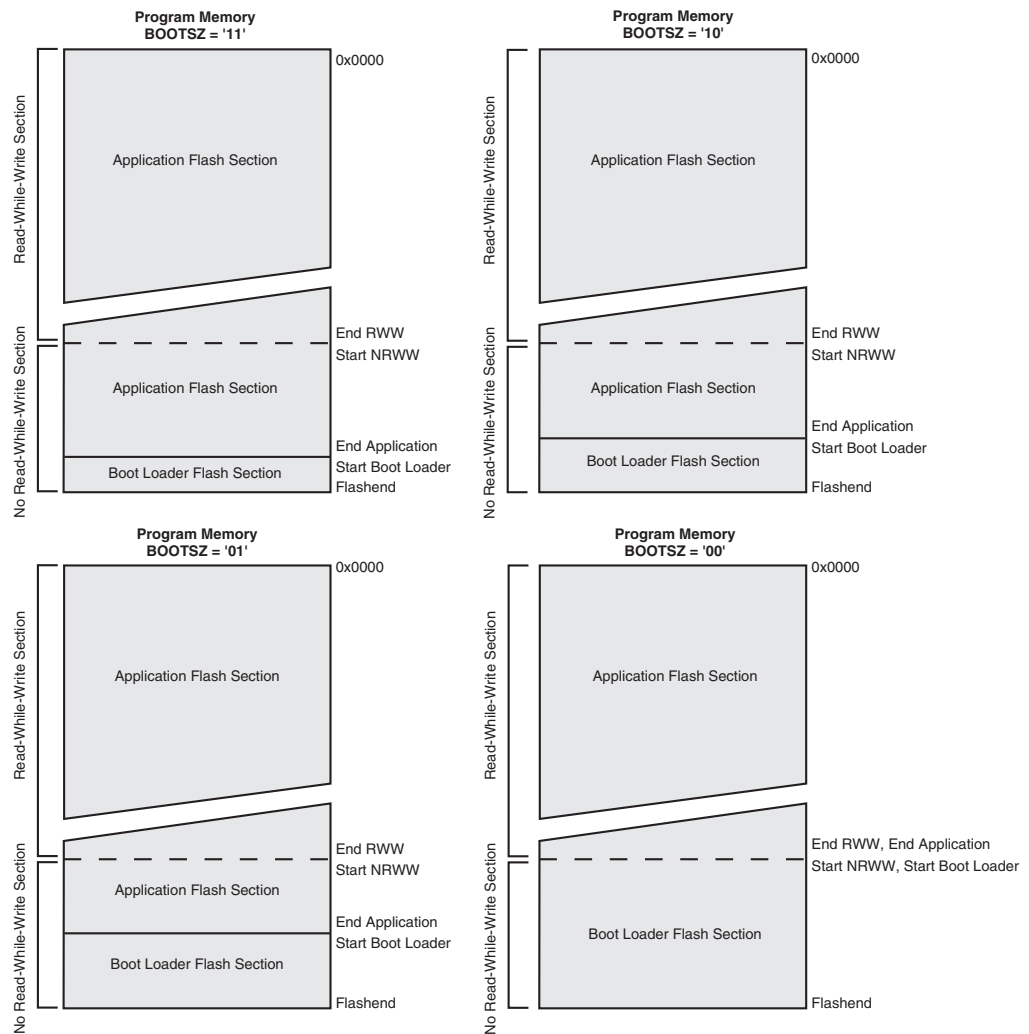 Program Memory
BOOTSZ = '11'
0x0000
Read-While-Write Section
Application Flash Section
End RWW
Start NRWW
No Read-While-Write Section
Application Flash Section
End Application
Start Boot Loader
Boot Loader Flash Section
Flashend
Program Memory
BOOTSZ = '10'
0x0000
Read-While-Write Section
Application Flash Section
End RWW
Start NRWW
No Read-While-Write Section
Application Flash Section
End Application
Start Boot Loader
Boot Loader Flash Section
Flashend
Program Memory
BOOTSZ = '01'
0x0000
Read-While-Write Section
Application Flash Section
End RWW
Start NRWW
No Read-While-Write Section
Application Flash Section
End Application
Start Boot Loader
Boot Loader Flash Section
Flashend
Program Memory
BOOTSZ = '00'
0x0000
Read-While-Write Section
Application Flash Section
End RWW, End Application
Start NRWW, Start Boot Loader
No Read-While-Write Section
Boot Loader Flash Section
Flashend